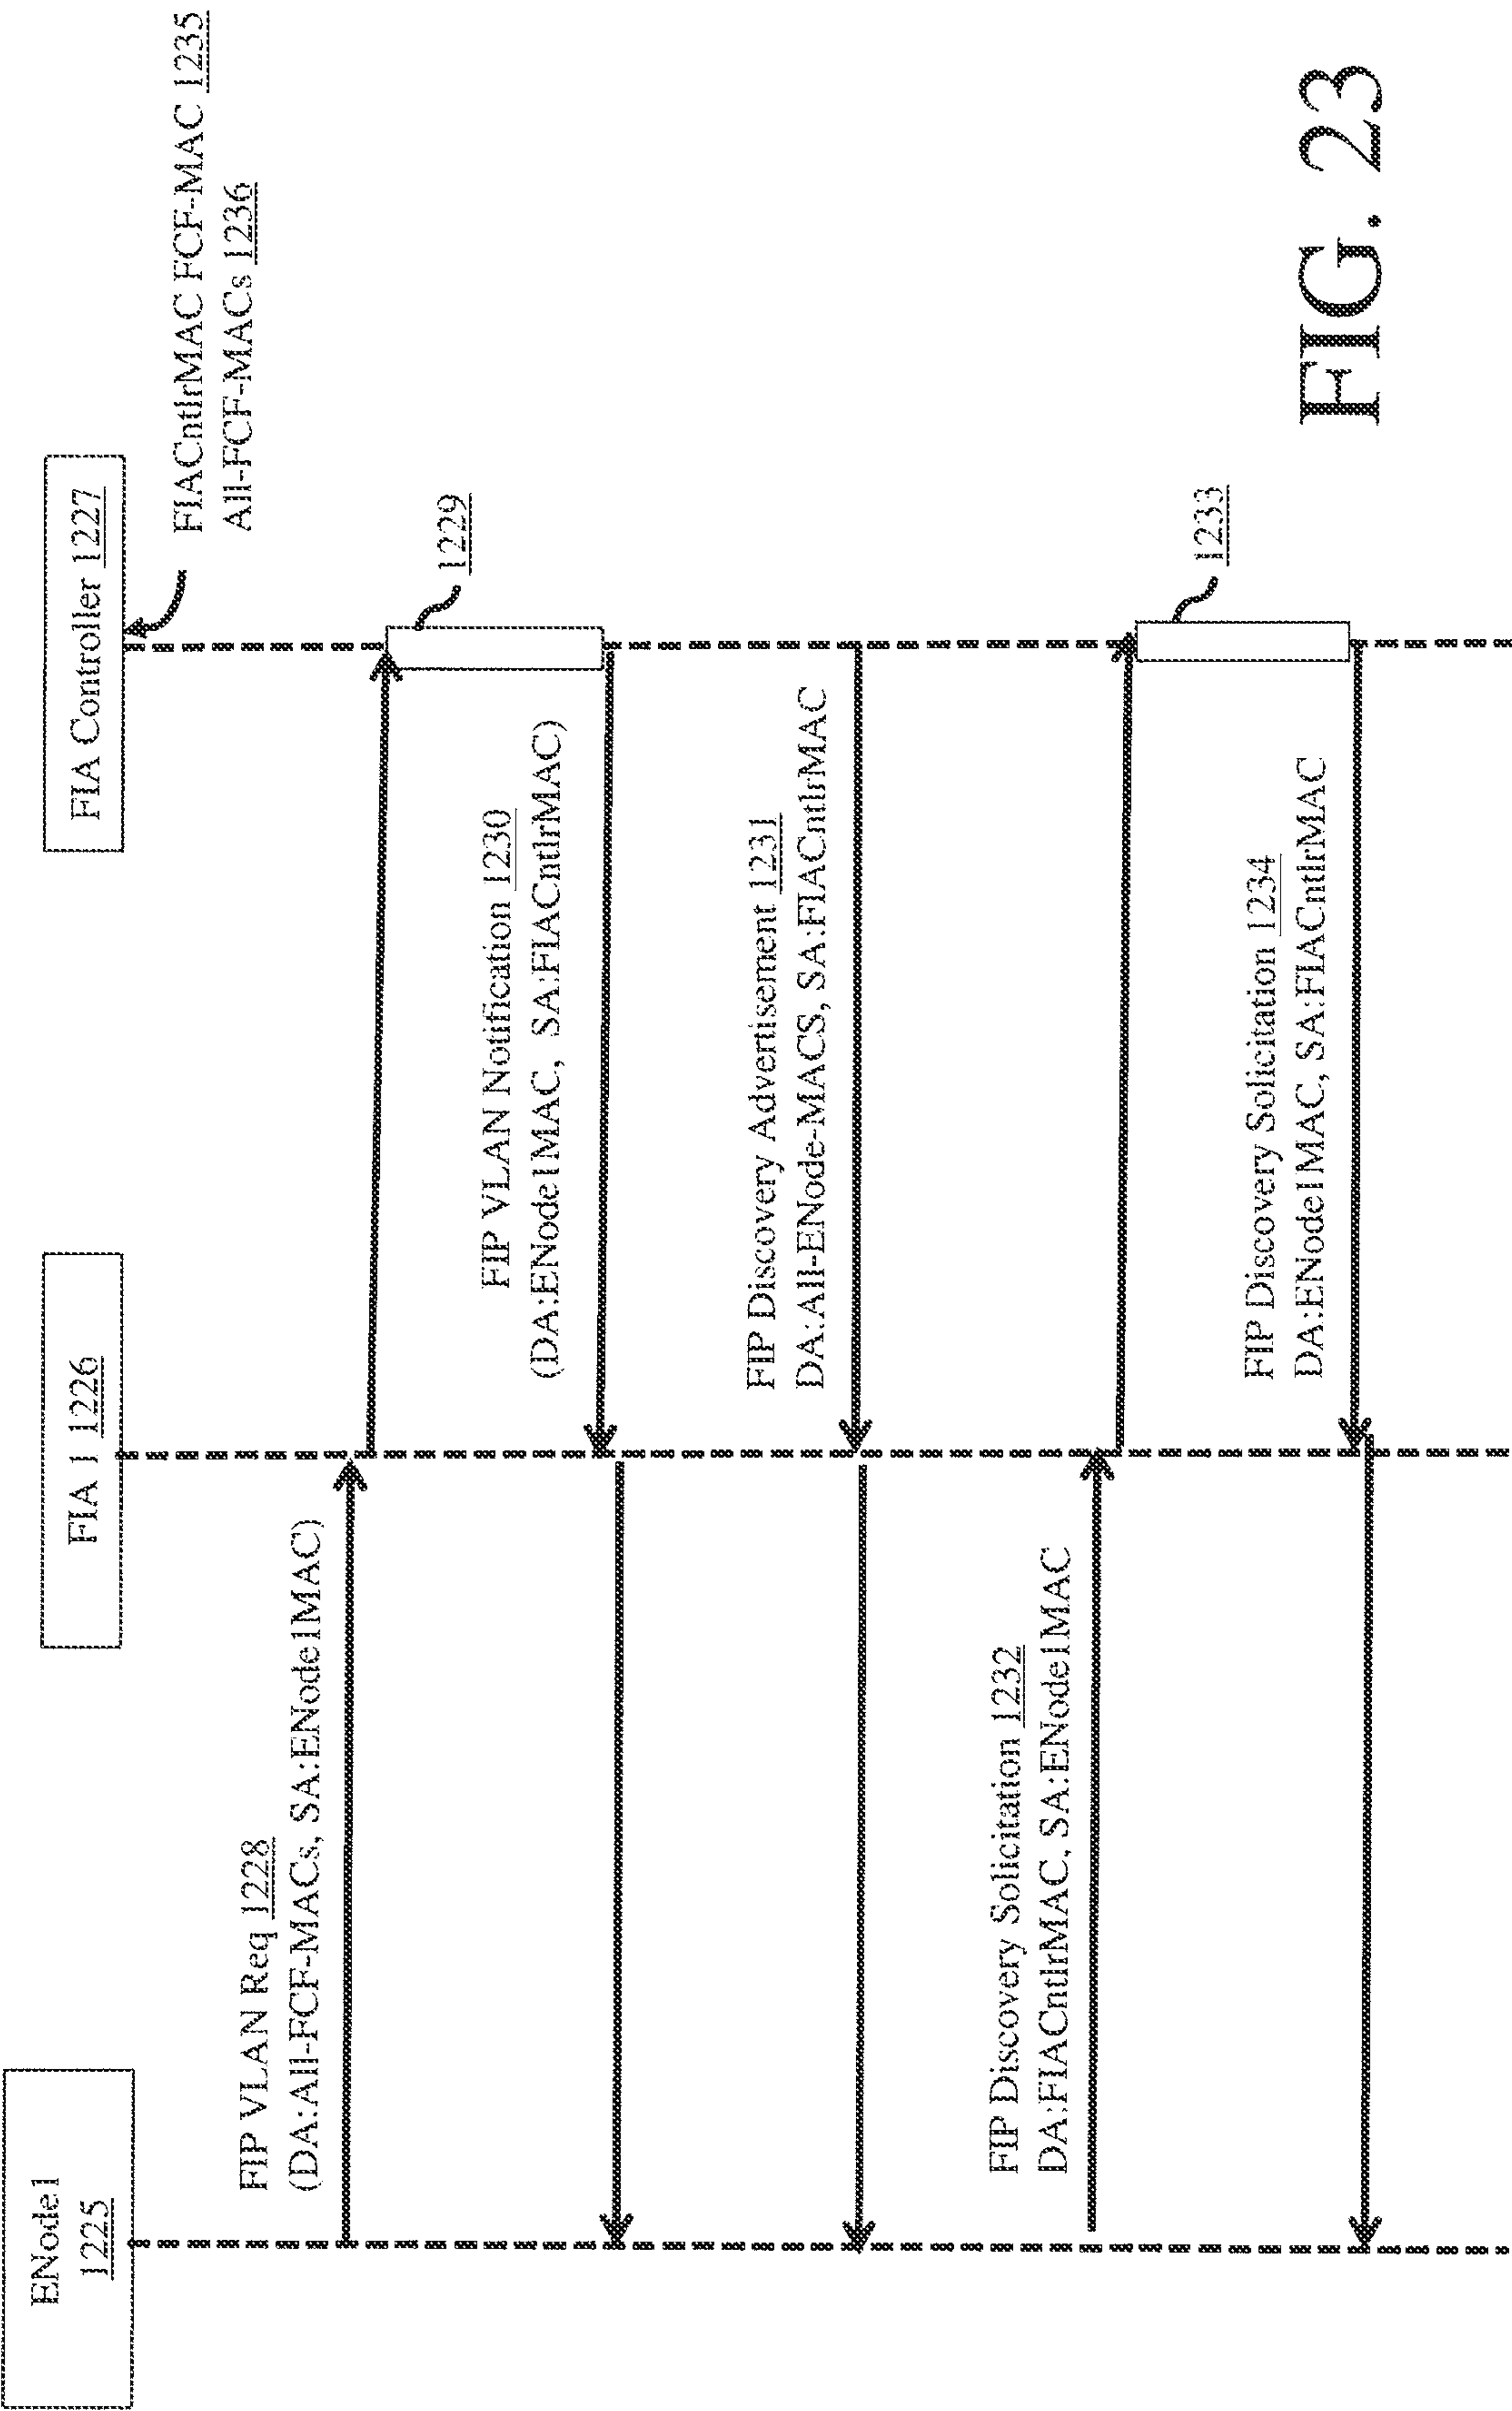 ENode1
1225
FIA 1 1226
FIA Controller 1227
FIACntlrMAC FCF-MAC 1235
All-FCF-MACs 1236
FIP VLAN Req 1228
(DA:All-FCF-MACs, SA:ENode1MAC)
1229
FIP VLAN Notification 1230
(DA:ENode1MAC, SA:FIACntlrMAC)
FIP Discovery Advertisement 1231
DA:All-ENode-MACS, SA:FIACntlrMAC
FIP Discovery Solicitation 1232
DA:FIACntlrMAC, SA:ENode1MAC
1233
FIP Discovery Solicitation 1234
DA:ENode1MAC, SA:FIACntlrMAC
FIG. 23